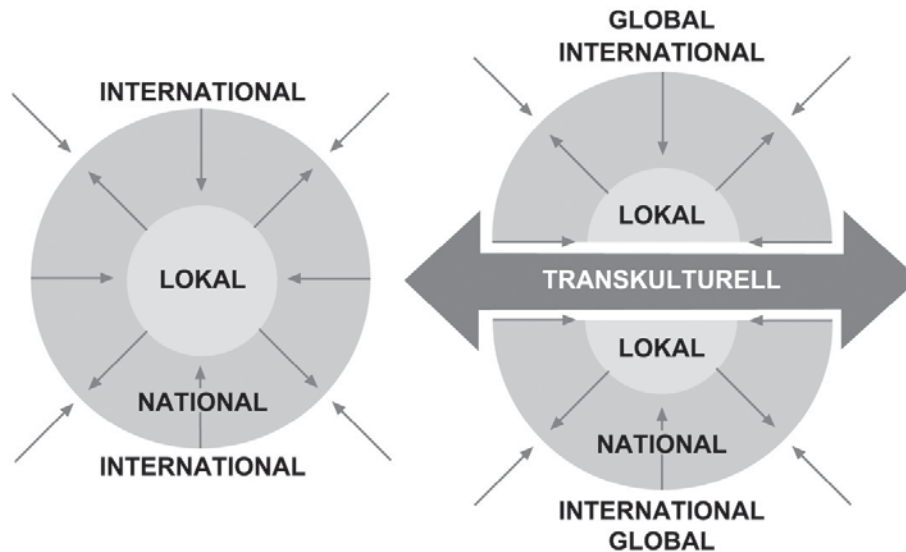 INTERNATIONAL
LOKAL
NATIONAL
INTERNATIONAL
GLOBAL
INTERNATIONAL
LOKAL
TRANSKULTURELL
LOKAL
NATIONAL
INTERNATIONAL
GLOBAL